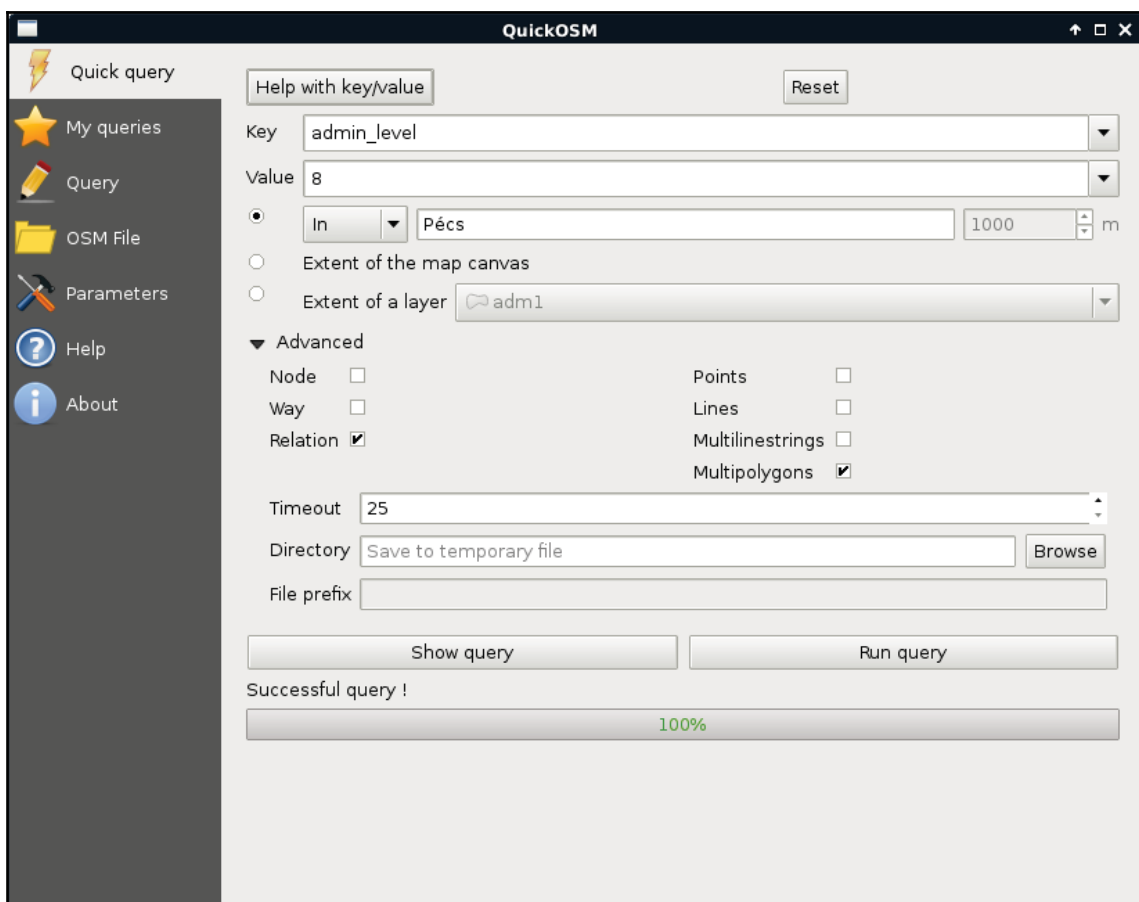 QuickOSM
Quick query
My queries
Query
OSM File
Parameters
Help
About
Help with key/value
Reset
Key admin_level
Value 8
In Pécs 1000 m
Extent of the map canvas
Extent of a layer adm1
Advanced
Node Points
Way Lines
Relation Multilinestrings
Multipolygons
Timeout 25
Directory Save to temporary file Browse
File prefix
Show query Run query
Successful query !
100%